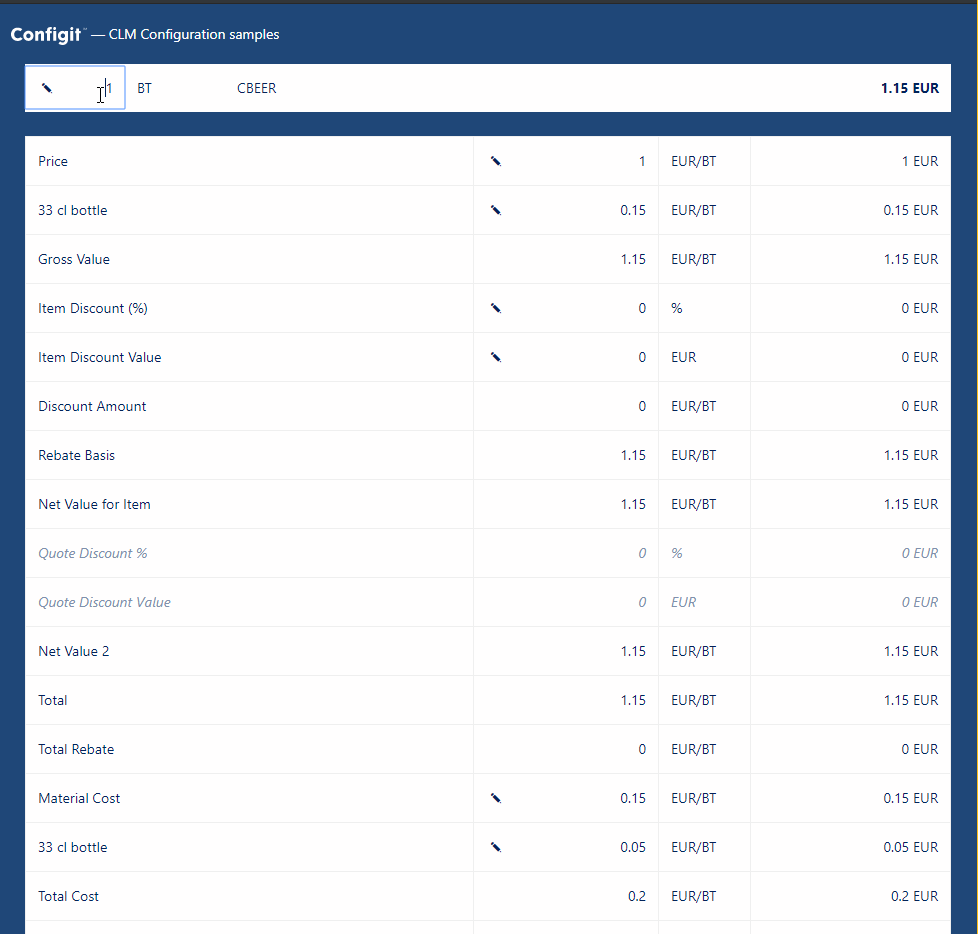 Configit™ — CLM Configuration samples
1 BT CBEER 1.15 EUR
Price 1 EUR/BT 1 EUR
33 cl bottle 0.15 EUR/BT 0.15 EUR
Gross Value 1.15 EUR/BT 1.15 EUR
Item Discount (%) 0 % 0 EUR
Item Discount Value 0 EUR 0 EUR
Discount Amount 0 EUR/BT 0 EUR
Rebate Basis 1.15 EUR/BT 1.15 EUR
Net Value for Item 1.15 EUR/BT 1.15 EUR
Quote Discount % 0 % 0 EUR
Quote Discount Value 0 EUR 0 EUR
Net Value 2 1.15 EUR/BT 1.15 EUR
Total 1.15 EUR/BT 1.15 EUR
Total Rebate 0 EUR/BT 0 EUR
Material Cost 0.15 EUR/BT 0.15 EUR
33 cl bottle 0.05 EUR/BT 0.05 EUR
Total Cost 0.2 EUR/BT 0.2 EUR